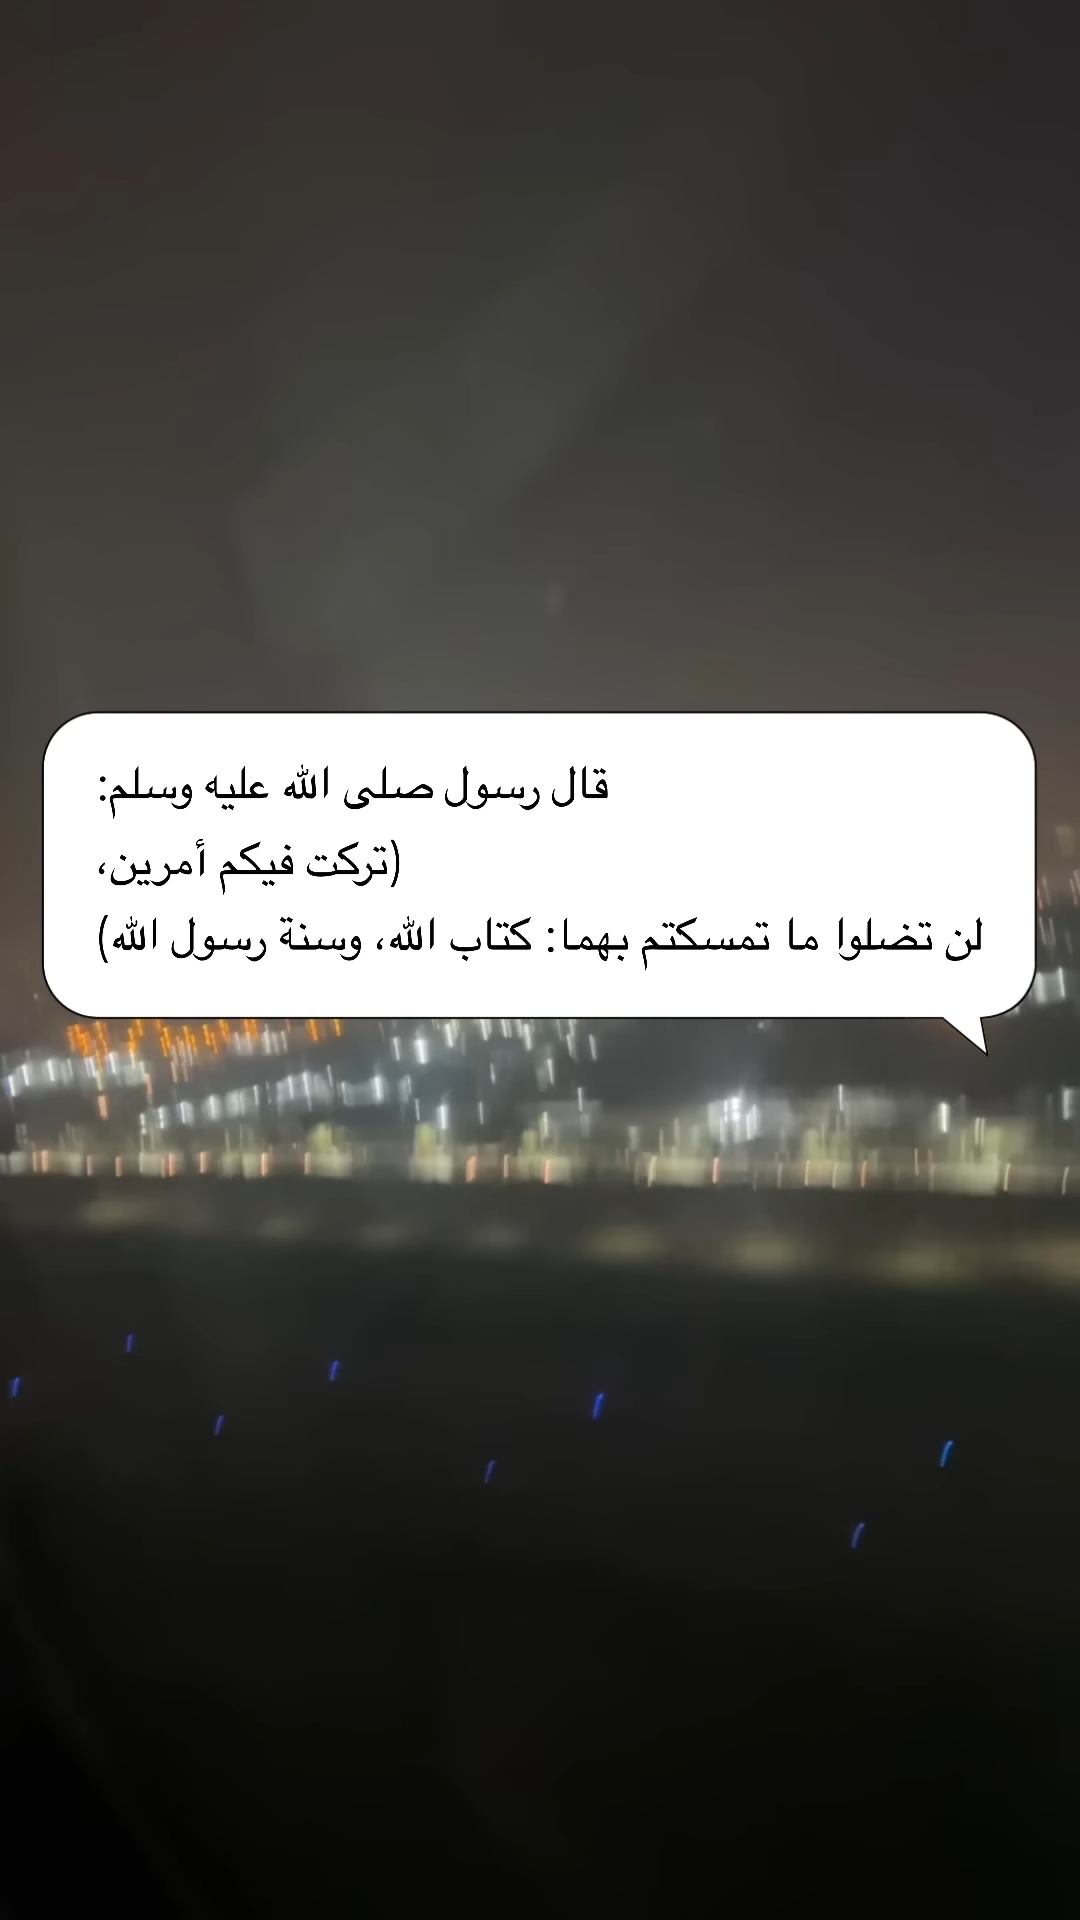 قال رسول صلى الله عليه وسلم:
(تركت فيكم أمرين،
لن تضلوا ما تمسكتم بهما: كتاب الله، وسنة رسول الله)